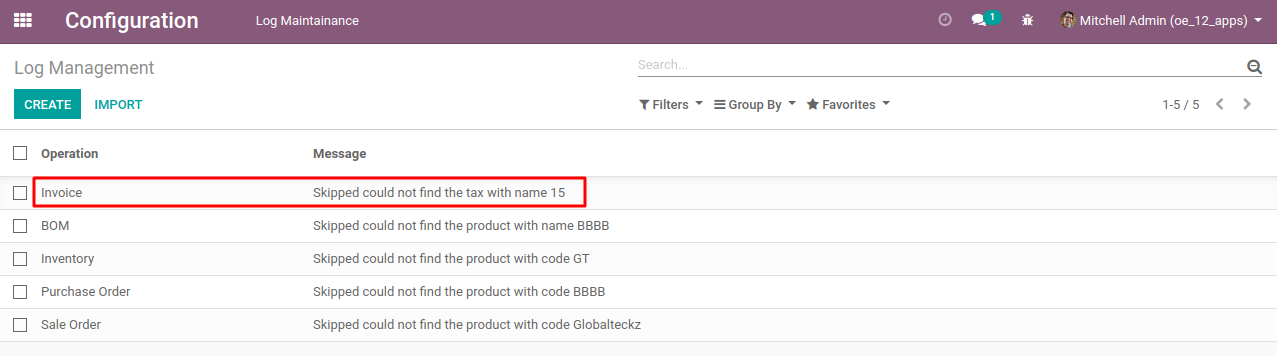 Configuration Log Maintainance 1 Mitchell Admin (oe_12_apps)
Log Management Search...
CREATE IMPORT Filters Group By Favorites 1-5 / 5
Operation Message
Invoice Skipped could not find the tax with name 15
BOM Skipped could not find the product with name BBBB
Inventory Skipped could not find the product with code GT
Purchase Order Skipped could not find the product with code BBBB
Sale Order Skipped could not find the product with code Globalteckz